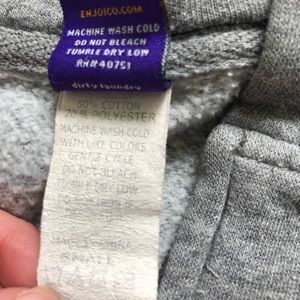 ENJOICO.COM
MACHINE WASH COLD
DO NOT BLEACH
TUMBLE DRY LOW
RN#40751
dirty laundry
80% COTTON
20% POLYESTER
MACHINE WASH COLD
WITH LIKE COLORS
GENTLE CYCLE
DO NOT BLEACH
TUMBLE DRY LOW
SMALL